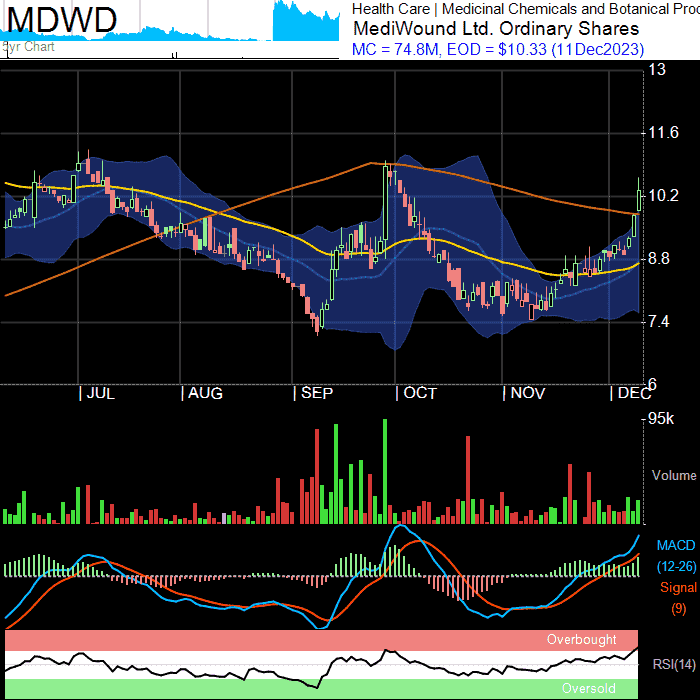 MDWD
5yr Chart
Health Care | Medicinal Chemicals and Botanical Proc
MediWound Ltd. Ordinary Shares
MC = 74.8M, EOD = $10.33 (11Dec2023)
13
11.6
10.2
8.8
7.4
6
| JUL | AUG | SEP | OCT | NOV | DEC
95k
Volume
MACD
(12-26)
Signal
(9)
Overbought
RSI(14)
Oversold